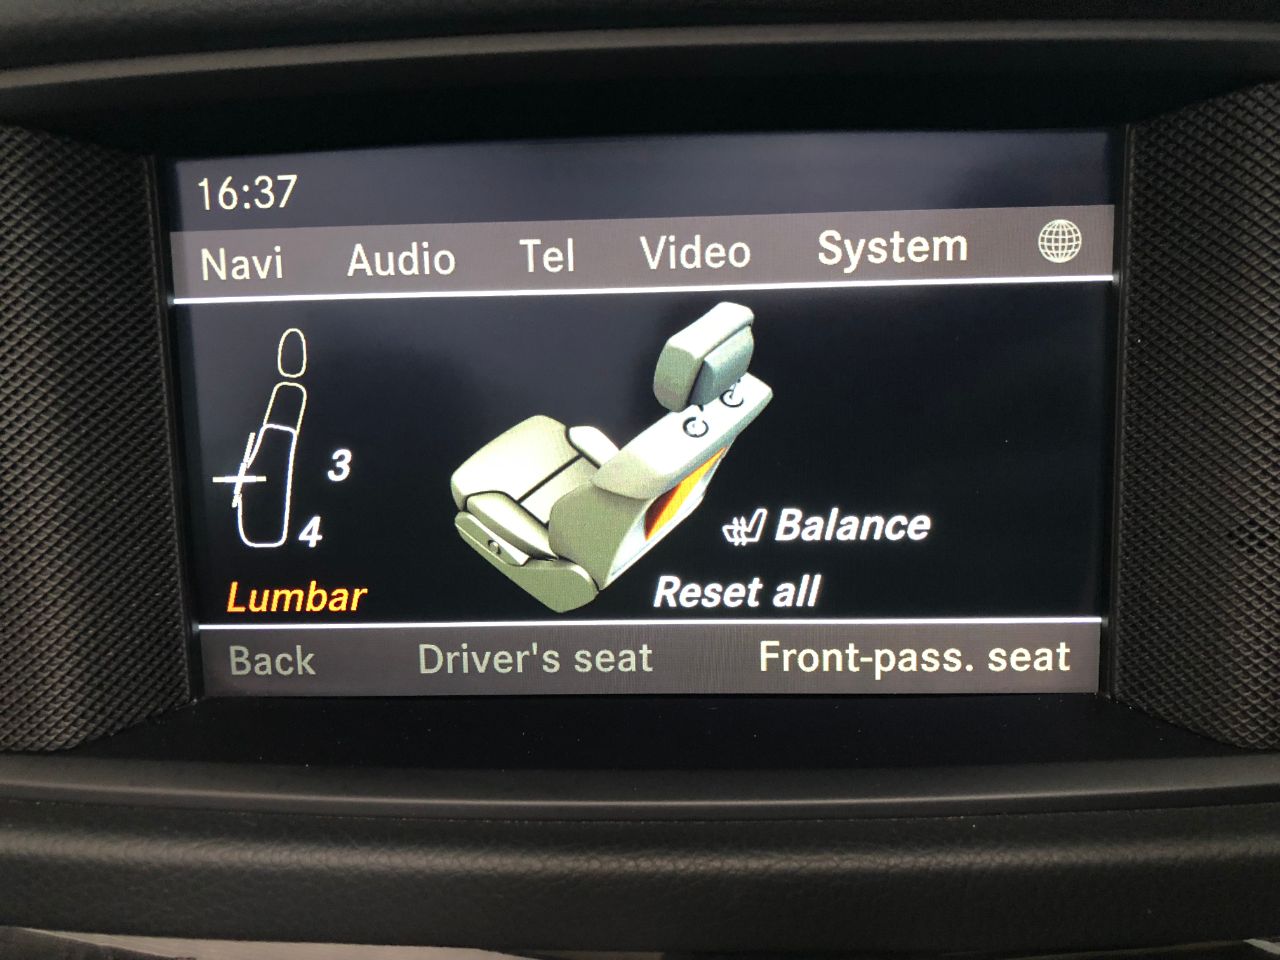 16:37
Navi Audio Tel Video System
3
4
Balance
Lumbar Reset all
Back Driver's seat Front-pass. seat